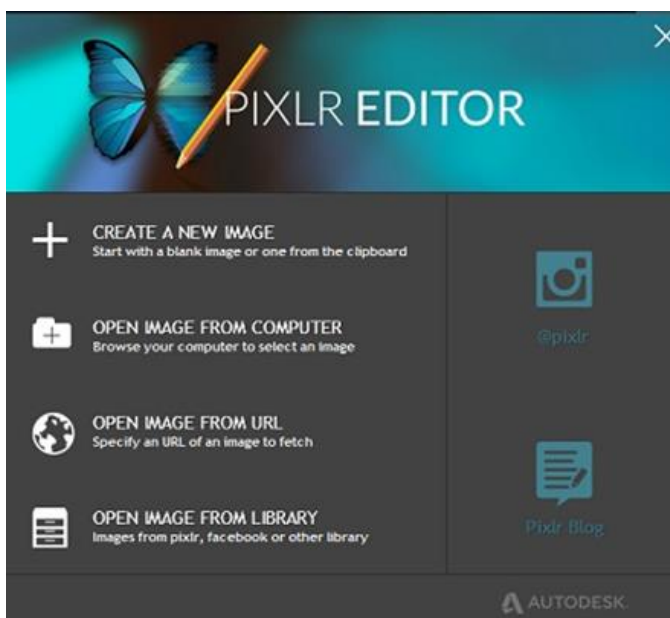 PIXLR EDITOR
CREATE A NEW IMAGE
Start with a blank image or one from the clipboard
OPEN IMAGE FROM COMPUTER
Browse your computer to select an image
OPEN IMAGE FROM URL
Specify an URL of an image to fetch
OPEN IMAGE FROM LIBRARY
Images from pixlr, facebook or other library
@pixlr
Pixlr Blog
AUTODESK